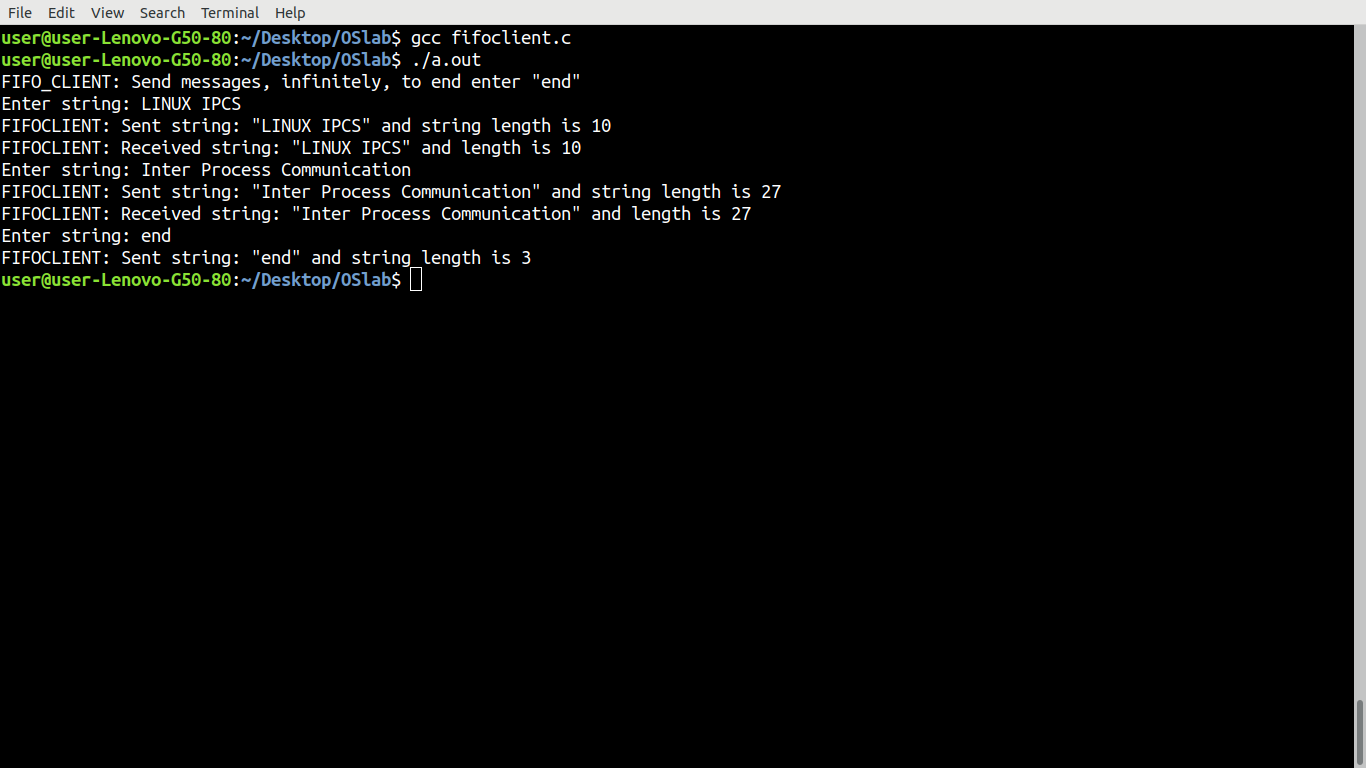 File Edit View Search Terminal Help
user@user-Lenovo-G50-80:~/Desktop/OSlab$ gcc fifoclient.c
user@user-Lenovo-G50-80:~/Desktop/OSlab$ ./a.out
FIFO_CLIENT: Send messages, infinitely, to end enter "end"
Enter string: LINUX IPCS
FIFOCLIENT: Sent string: "LINUX IPCS" and string length is 10
FIFOCLIENT: Received string: "LINUX IPCS" and length is 10
Enter string: Inter Process Communication
FIFOCLIENT: Sent string: "Inter Process Communication" and string length is 27
FIFOCLIENT: Received string: "Inter Process Communication" and length is 27
Enter string: end
FIFOCLIENT: Sent string: "end" and string length is 3
user@user-Lenovo-G50-80:~/Desktop/OSlab$